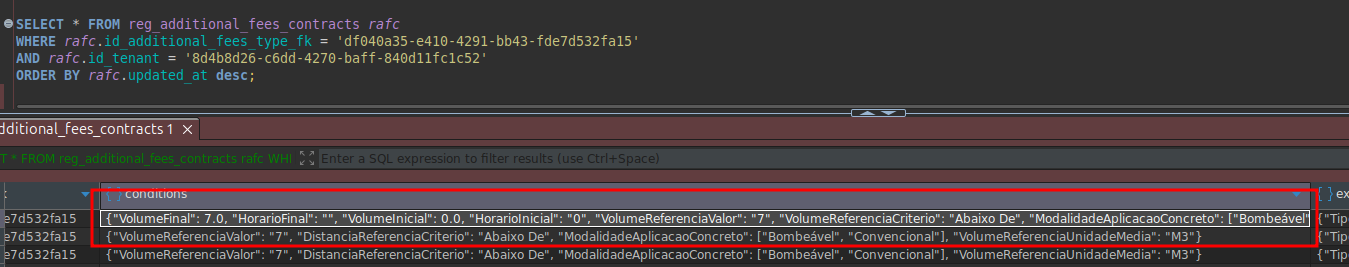 SELECT * FROM reg_additional_fees_contracts rafc
WHERE rafc.id_additional_fees_type_fk = 'df040a35-e410-4291-bb43-fde7d532fa15'
AND rafc.id_tenant = '8d4b8d26-c6dd-4270-baff-840d11fc1c52'
ORDER BY rafc.updated_at desc;
dditional_fees_contracts 1
T * FROM reg_additional_fees_contracts rafc WHI Enter a SQL expression to filter results (use Ctrl+Space)
{ } conditions { } ex
e7d532fa15 {"VolumeFinal": 7.0, "HorarioFinal": "", "VolumeInicial": 0.0, "HorarioInicial": "0", "VolumeReferenciaValor": "7", "VolumeReferenciaCriterio": "Abaixo De", "ModalidadeAplicacaoConcreto": ["Bombeável" {"Tip
e7d532fa15 {"VolumeReferenciaValor": "7", "DistanciaReferenciaCriterio": "Abaixo De", "ModalidadeAplicacaoConcreto": ["Bombeável", "Convencional"], "VolumeReferenciaUnidadeMedia": "M3"} {"Tip
e7d532fa15 {"VolumeReferenciaValor": "7", "DistanciaReferenciaCriterio": "Abaixo De", "ModalidadeAplicacaoConcreto": ["Bombeável", "Convencional"], "VolumeReferenciaUnidadeMedia": "M3"} {"Tip